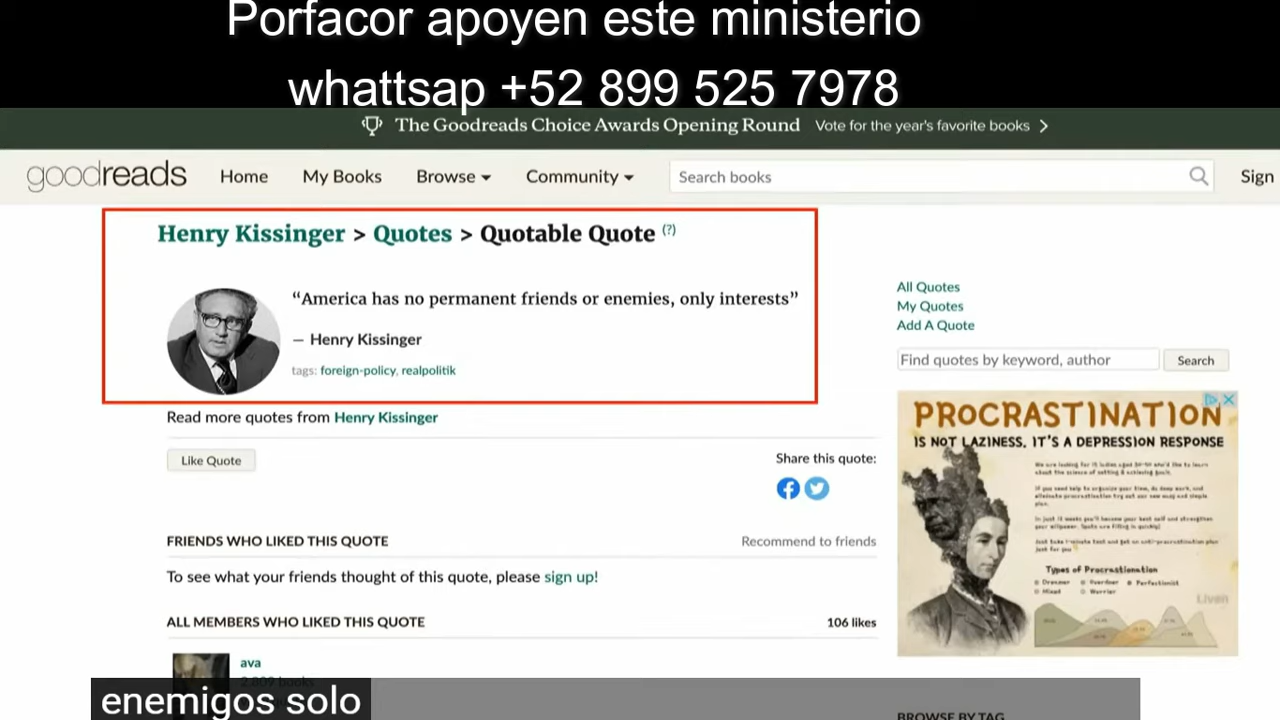 Porfacor apoyen este ministerio
whattsap +52 899 525 7978
The Goodreads Choice Awards Opening Round Vote for the year's favorite books
goodreads Home My Books Browse Community Search books Sign
Henry Kissinger > Quotes > Quotable Quote (?)
“America has no permanent friends or enemies, only interests”
— Henry Kissinger
tags: foreign-policy, realpolitik
Read more quotes from Henry Kissinger
Like Quote
Share this quote:
FRIENDS WHO LIKED THIS QUOTE Recommend to friends
To see what your friends thought of this quote, please sign up!
ALL MEMBERS WHO LIKED THIS QUOTE 106 likes
ava
All Quotes
My Quotes
Add A Quote
Find quotes by keyword, author Search
PROCRASTINATION
IS NOT LAZINESS, IT'S A DEPRESSION RESPONSE
Types of Procrastination
Liven
BROWSE BY TAG
enemigos solo